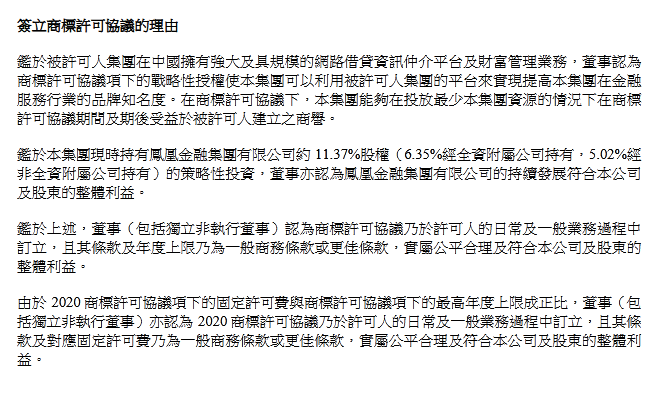 簽立商標許可協議的理由
鑑於被許可人集團在中國擁有強大及具規模的網路借貸資訊仲介平台及財富管理業務，董事認為
商標許可協議項下的戰略性授權使本集團可以利用被許可人集團的平台來實現提高本集團在金融
服務行業的品牌知名度。在商標許可協議下，本集團能夠在投放最少本集團資源的情況下在商標
許可協議期間及期後受益於被許可人建立之商譽。
鑑於本集團現時持有鳳凰金融集團有限公司約 11.37%股權（6.35%經全資附屬公司持有，5.02%經
非全資附屬公司持有）的策略性投資，董事亦認為鳳凰金融集團有限公司的持續發展符合本公司
及股東的整體利益。
鑑於上述，董事（包括獨立非執行董事）認為商標許可協議乃於許可人的日常及一般業務過程中
訂立，且其條款及年度上限乃為一般商務條款或更佳條款，實屬公平合理及符合本公司及股東的
整體利益。
由於 2020 商標許可協議項下的固定許可費與商標許可協議項下的最高年度上限成正比，董事（包
括獨立非執行董事）亦認為 2020 商標許可協議乃於許可人的日常及一般業務過程中訂立，且其條
款及對應固定許可費乃為一般商務條款或更佳條款，實屬公平合理及符合本公司及股東的整體利
益。